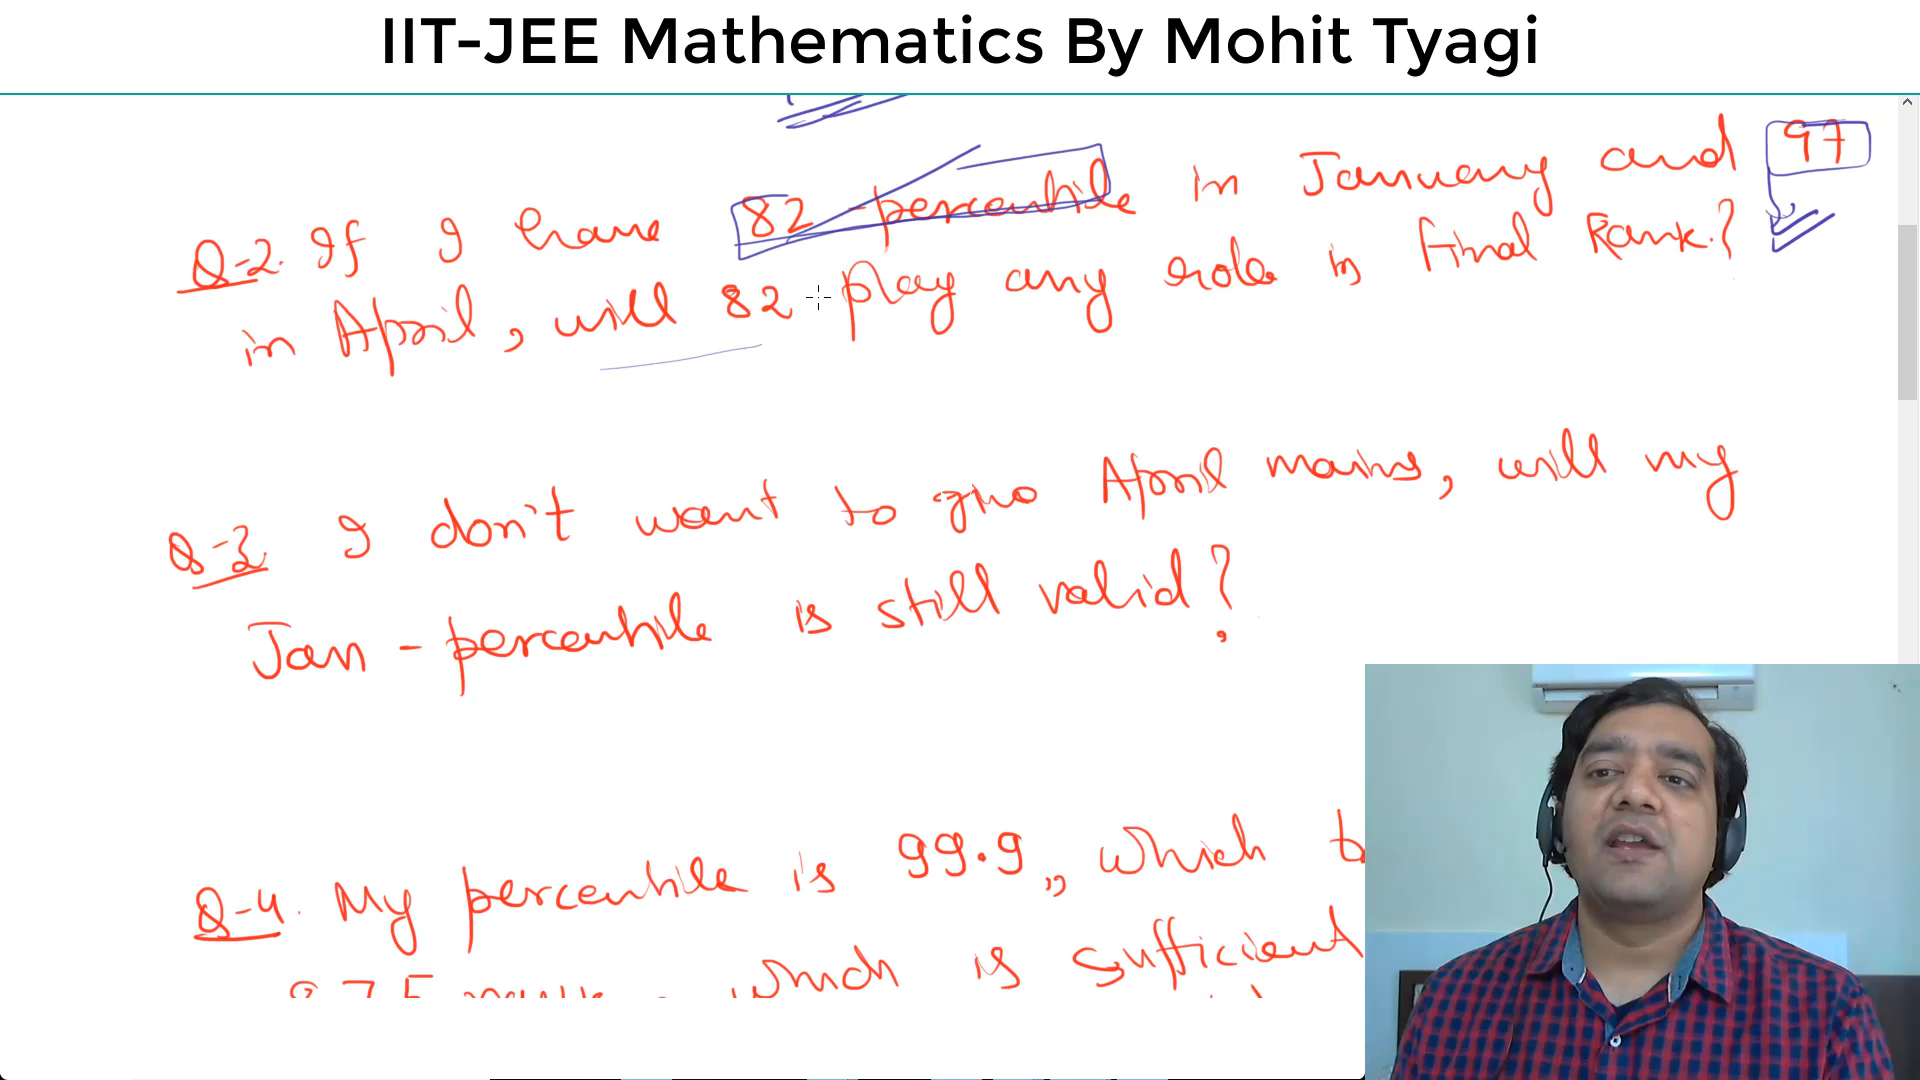 IIT-JEE Mathematics By Mohit Tyagi
Q-2. If I have 82 - percentile in January and 97
in April, will 82 play any role in final Rank?
Q-3 I don't want to give April mains, will my
Jan - percentile is still valid?
Q-4. My percentile is 99.9, which
which is sufficient